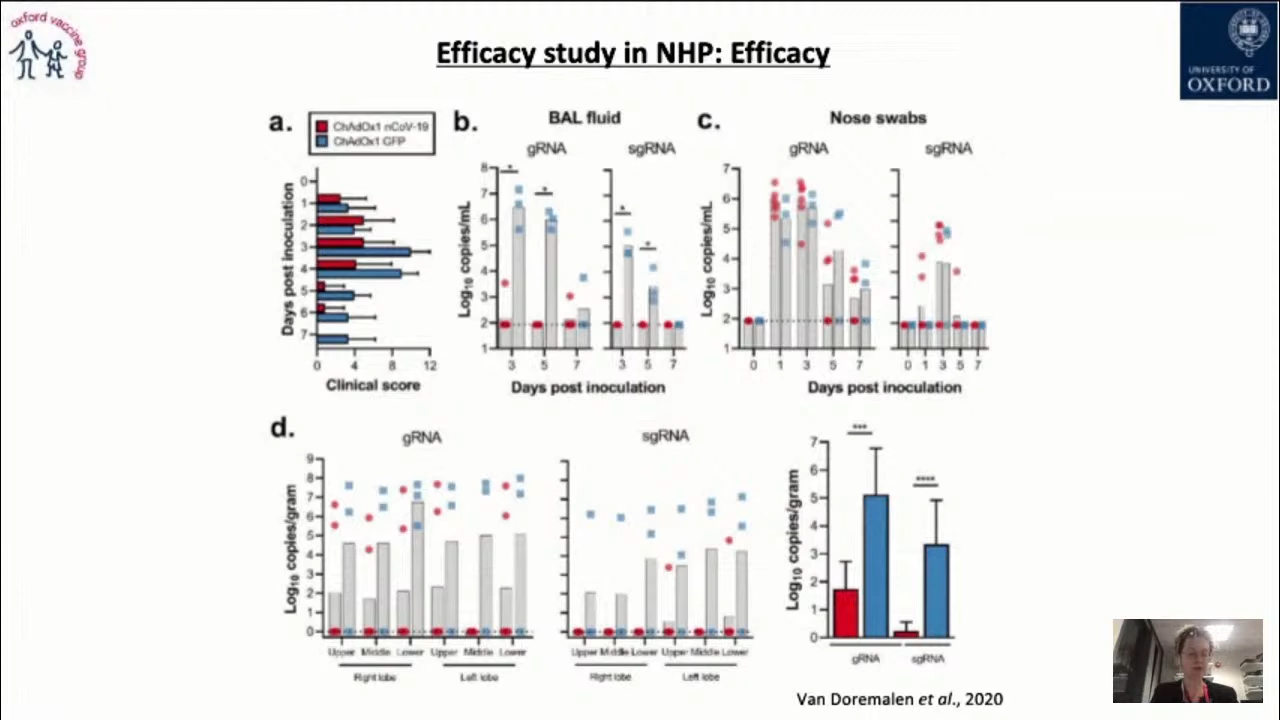 oxford vaccine group
Efficacy study in NHP: Efficacy
UNIVERSITY OF
OXFORD
a.
ChAdOx1 nCoV-19
ChAdOx1 GFP
Days post inoculation
0
1
2
3
4
5
6
7
0 4 8 12
Clinical score
b.
BAL fluid
gRNA sgRNA
Log10 copies/mL
8
7
6
5
4
3
2
1
* * * *
3 5 7 3 5 7
Days post inoculation
c.
Nose swabs
gRNA sgRNA
Log10 copies/mL
7
6
5
4
3
2
1
0 1 3 5 7 0 1 3 5 7
Days post inoculation
d.
gRNA
Log10 copies/gram
9
8
7
6
5
4
3
2
1
0
Upper Middle Lower Upper Middle Lower
Right lobe Left lobe
sgRNA
Upper Middle Lower Upper Middle Lower
Right lobe Left lobe
Log10 copies/gram
7
6
5
4
3
2
1
0
*** ****
gRNA sgRNA
Van Doremalen et al., 2020